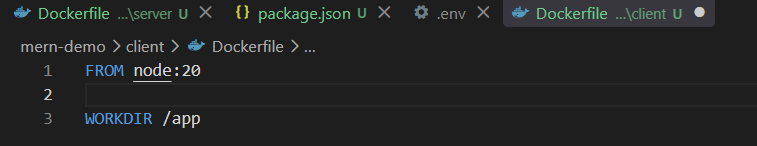 Dockerfile ...\server U
{} package.json U
.env
Dockerfile ...\client U
mern-demo > client > Dockerfile > ...
1 FROM node:20
2
3 WORKDIR /app